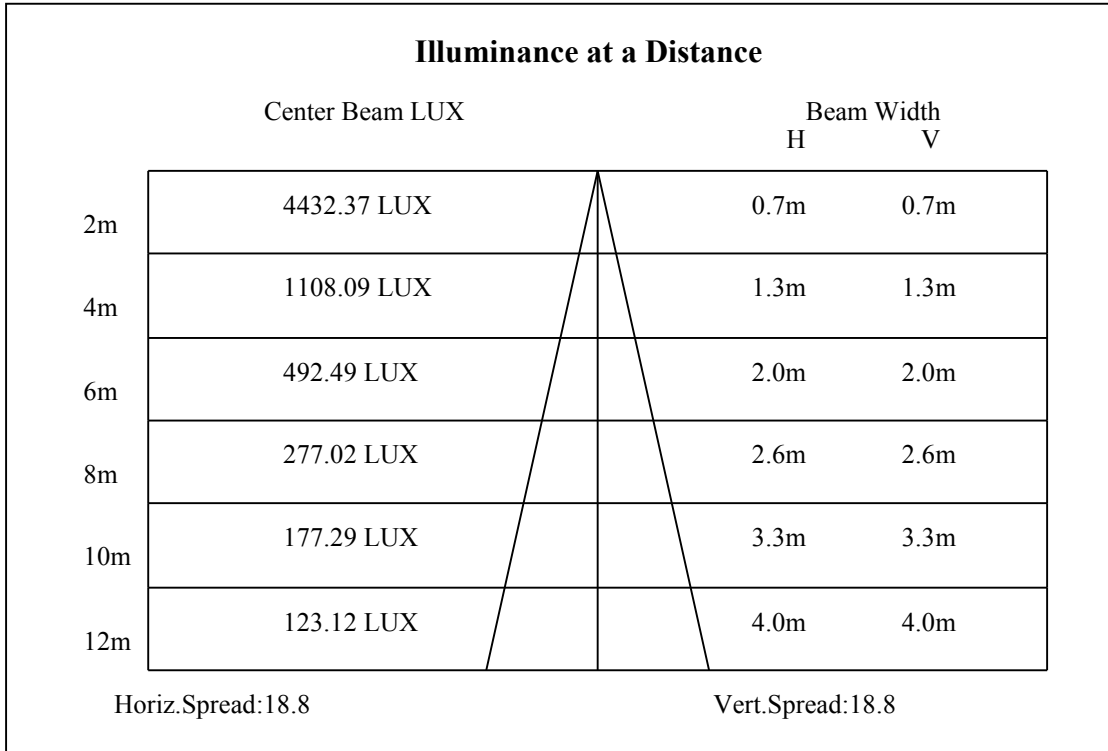 Illuminance at a Distance
Center Beam LUX Beam Width
H V
2m 4432.37 LUX 0.7m 0.7m
4m 1108.09 LUX 1.3m 1.3m
6m 492.49 LUX 2.0m 2.0m
8m 277.02 LUX 2.6m 2.6m
10m 177.29 LUX 3.3m 3.3m
12m 123.12 LUX 4.0m 4.0m
Horiz.Spread:18.8 Vert.Spread:18.8